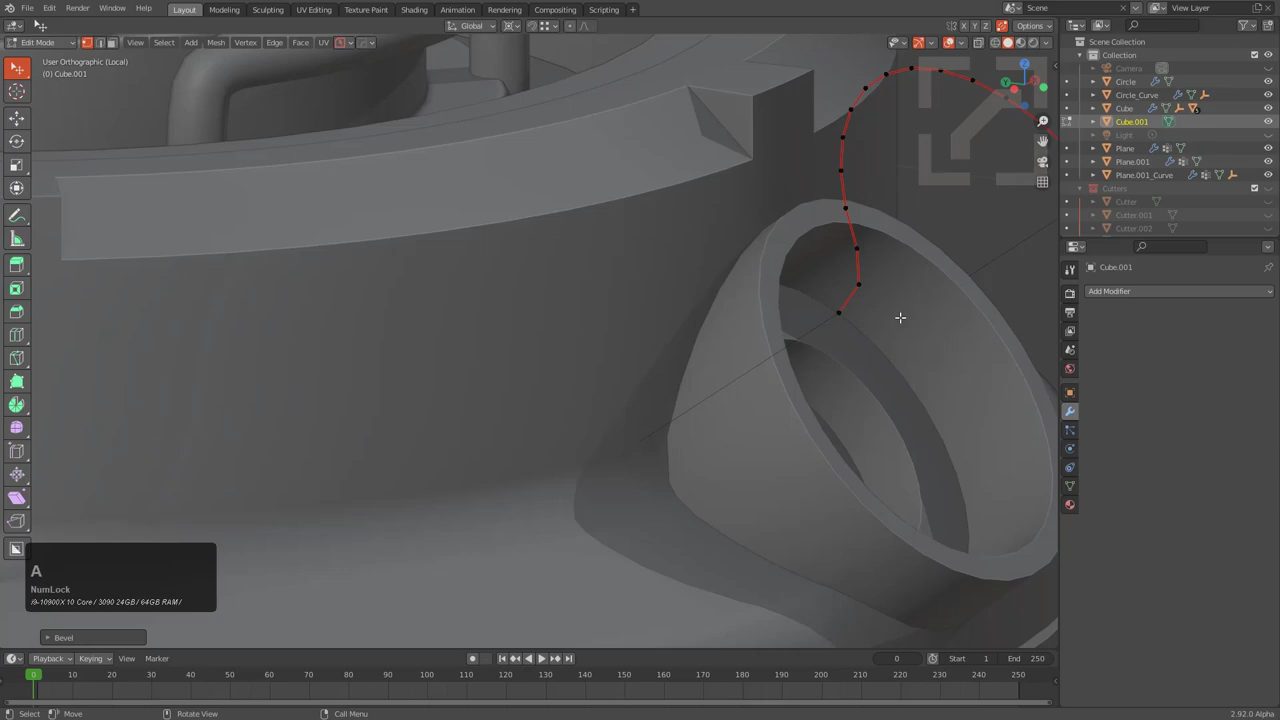 File Edit Render Window Help Layout Modeling Sculpting UV Editing Texture Paint Shading Animation Rendering Compositing Scripting + Scene View Layer
Global X Y Z Options
Edit Mode View Select Add Mesh Vertex Edge Face UV
User Orthographic (Local)
(0) Cube.001
Scene Collection
Collection
Camera
Circle
Circle_Curve
Cube
Cube.001
Light
Plane
Plane.001
Plane.001_Curve
Cutters
Cutter
Cutter.001
Cutter.002
Cube.001
Add Modifier
A
NumLock
i9-10900X 10 Core / 3090 24GB / 64GB RAM /
Bevel
Playback Keying View Marker 0 Start 1 End 250
0 10 20 30 40 50 60 70 80 90 100 110 120 130 140 150 160 170 180 190 200 210 220 230 240 250
Select Move Rotate View Call Menu 2.92.0 Alpha